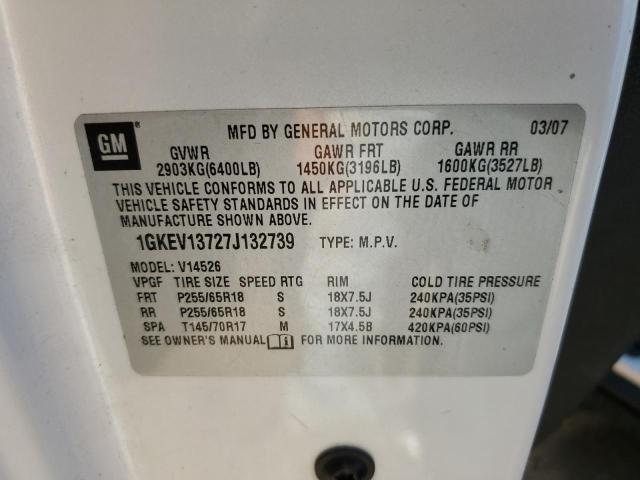 GM
MFD BY GENERAL MOTORS CORP. 03/07
GVWR GAWR FRT GAWR RR
2903KG(6400LB) 1450KG(3196LB) 1600KG(3527LB)
THIS VEHICLE CONFORMS TO ALL APPLICABLE U.S. FEDERAL MOTOR
VEHICLE SAFETY STANDARDS IN EFFECT ON THE DATE OF
MANUFACTURE SHOWN ABOVE.
1GKEV13727J132739 TYPE: M.P.V.
MODEL: V14526
VPGF TIRE SIZE SPEED RTG RIM COLD TIRE PRESSURE
FRT P255/65R18 S 18X7.5J 240KPA(35PSI)
RR P255/65R18 S 18X7.5J 240KPA(35PSI)
SPA T145/70R17 M 17X4.5B 420KPA(60PSI)
SEE OWNER'S MANUAL FOR MORE INFORMATION.